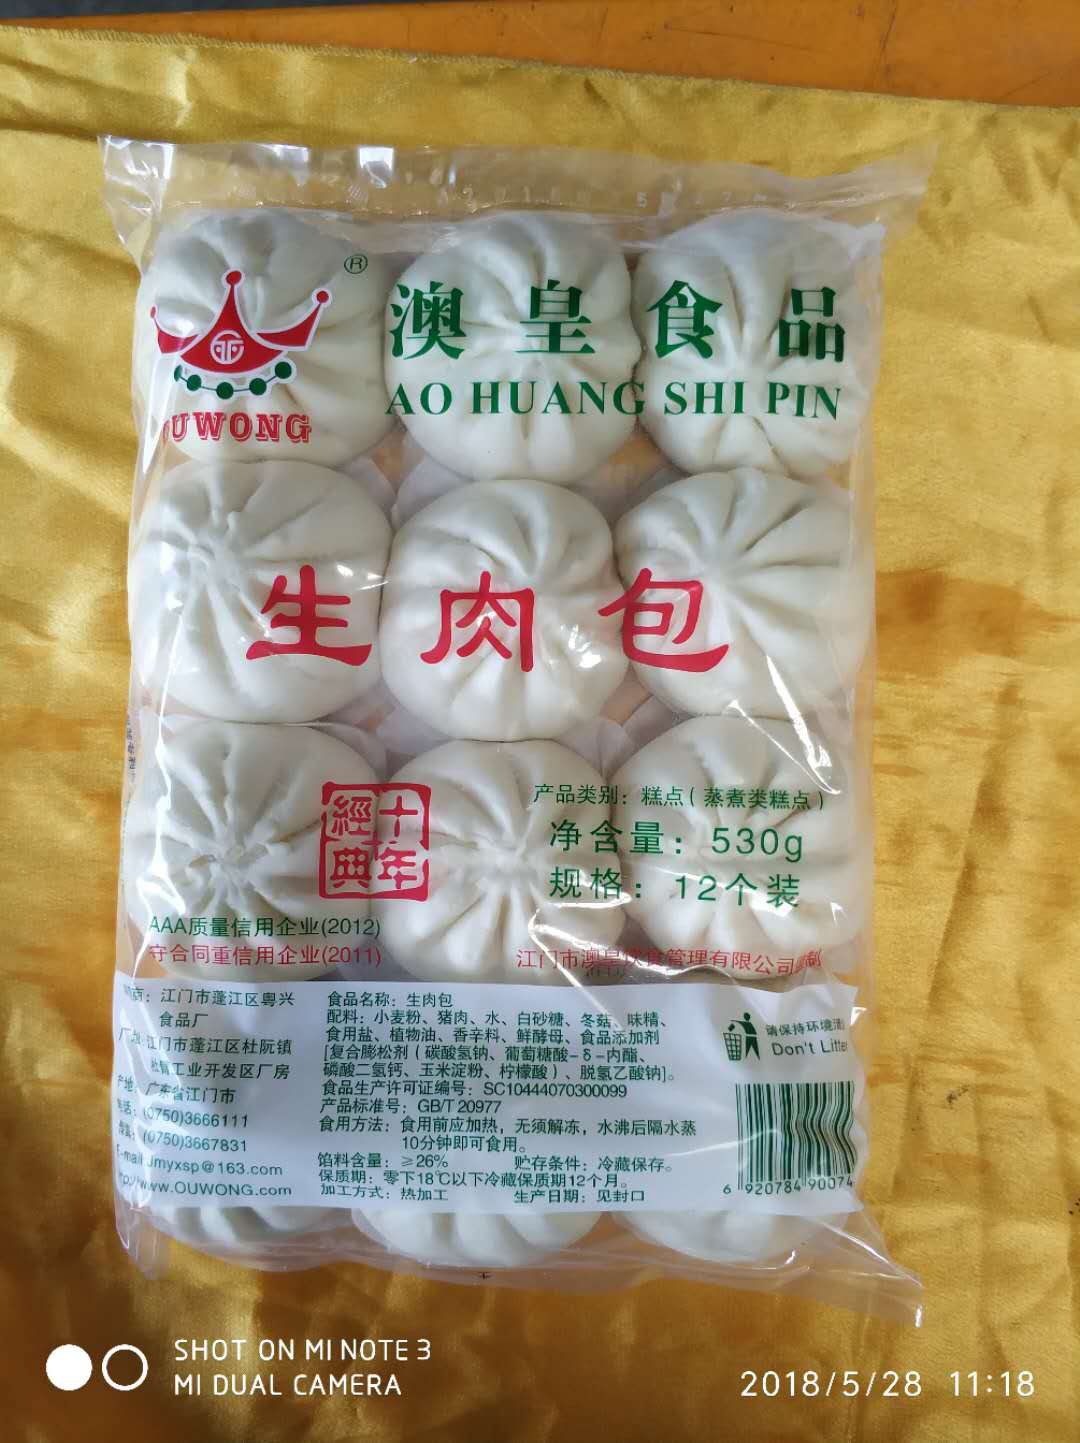 ®
澳皇食品
AO HUANG SHI PIN
OUWONG
生肉包
十年
經典
产品类别：糕点（蒸煮类糕点）
净含量：530g
规格：12个装
AAA质量信用企业(2012)
守合同重信用企业(2011)
江门市澳皇饮食管理有限公司
江门市蓬江区粤兴
食品厂
江门市蓬江区杜阮镇
工业开发区厂房
产地：广东省江门市
(0750)3666111
(0750)3667831
E-mail:Jmyxsp@163.com
www.OUWONG.com
食品名称：生肉包
配料：小麦粉、猪肉、水、白砂糖、冬菇、味精、
食用盐、植物油、香辛料、鲜酵母、食品添加剂
[复合膨松剂（碳酸氢钠、葡萄糖酸-δ-内酯、
磷酸二氢钙、玉米淀粉、柠檬酸）、脱氢乙酸钠]。
食品生产许可证编号：SC10444070300099
产品标准号：GB/T 20977
食用方法：食用前应加热，无须解冻，水沸后隔水蒸
10分钟即可食用。
馅料含量：≥26% 贮存条件：冷藏保存。
保质期：零下18℃以下冷藏保质期12个月。
加工方式：热加工 生产日期：见封口
请保持环境清
Don't Litter
6 920784 90074
SHOT ON MI NOTE 3
MI DUAL CAMERA
2018/5/28 11:18